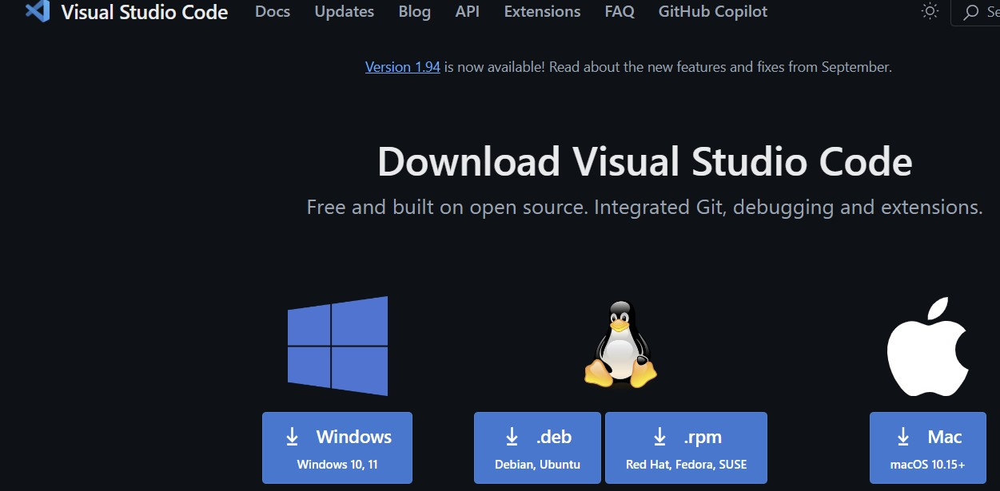 Visual Studio Code Docs Updates Blog API Extensions FAQ GitHub Copilot
Version 1.94 is now available! Read about the new features and fixes from September.
Download Visual Studio Code
Free and built on open source. Integrated Git, debugging and extensions.
Windows
Windows 10, 11
.deb
Debian, Ubuntu
.rpm
Red Hat, Fedora, SUSE
Mac
macOS 10.15+